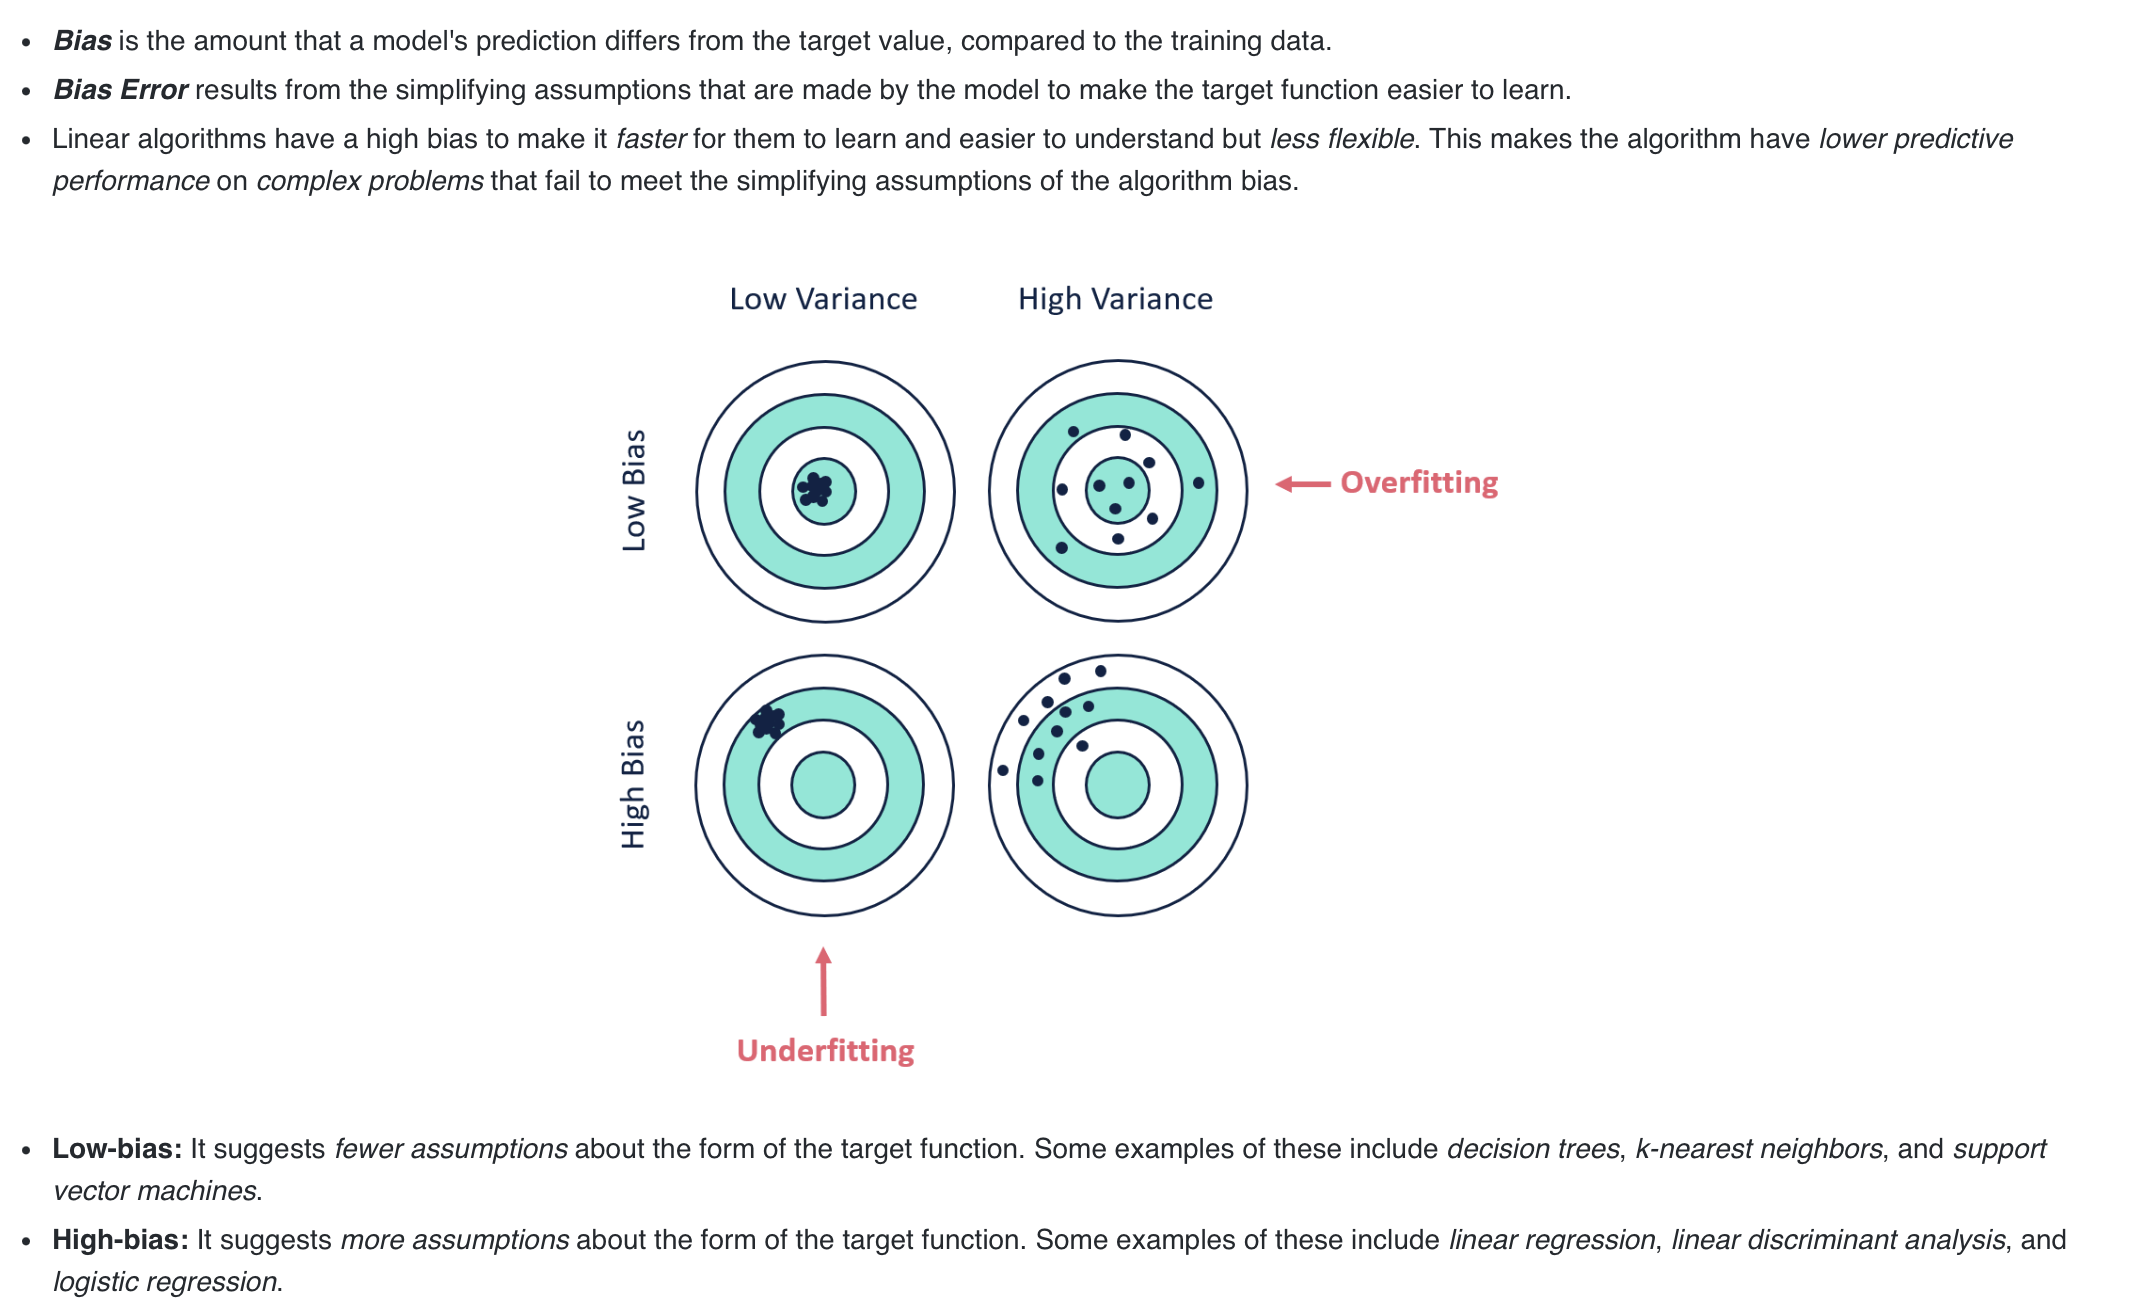 Bias is the amount that a model's prediction differs from the target value, compared to the training data.
Bias Error results from the simplifying assumptions that are made by the model to make the target function easier to learn.
Linear algorithms have a high bias to make it faster for them to learn and easier to understand but less flexible. This makes the algorithm have lower predictive
performance on complex problems that fail to meet the simplifying assumptions of the algorithm bias.
Low Variance
High Variance
Low Bias
Overfitting
High Bias
Underfitting
Low-bias: It suggests fewer assumptions about the form of the target function. Some examples of these include decision trees, k-nearest neighbors, and support
vector machines.
High-bias: It suggests more assumptions about the form of the target function. Some examples of these include linear regression, linear discriminant analysis, and
logistic regression.